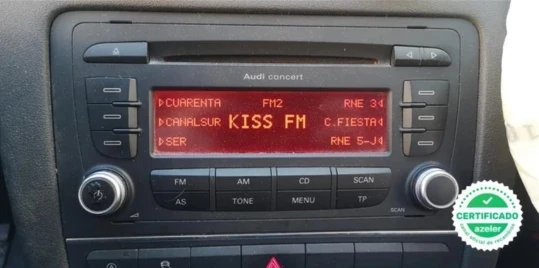 Audi concert
CUARENTA FM2 RNE 3
CANALSUR KISS FM C.FIESTA
SER RNE 5-J
FM AM CD SCAN
AS TONE MENU TP
SCAN
CERTIFICADO
azeler